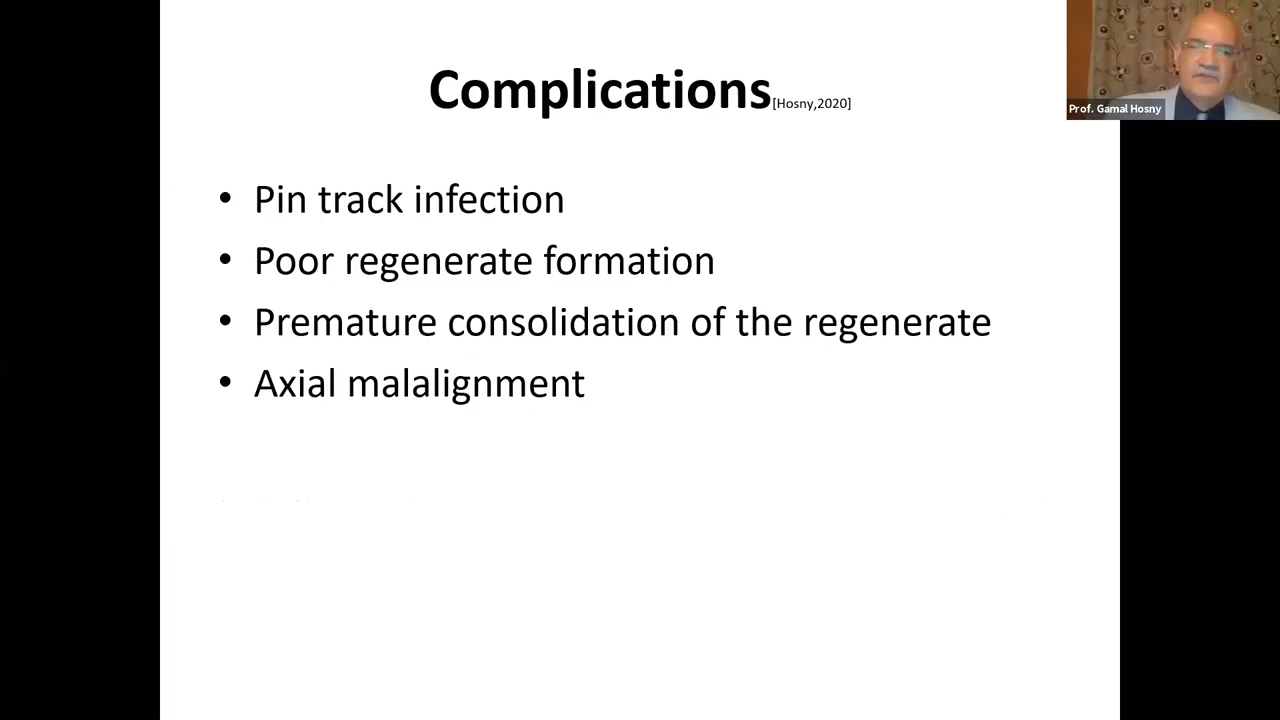 Complications[Hosny,2020]
Prof. Gamal Hosny
• Pin track infection
• Poor regenerate formation
• Premature consolidation of the regenerate
• Axial malalignment